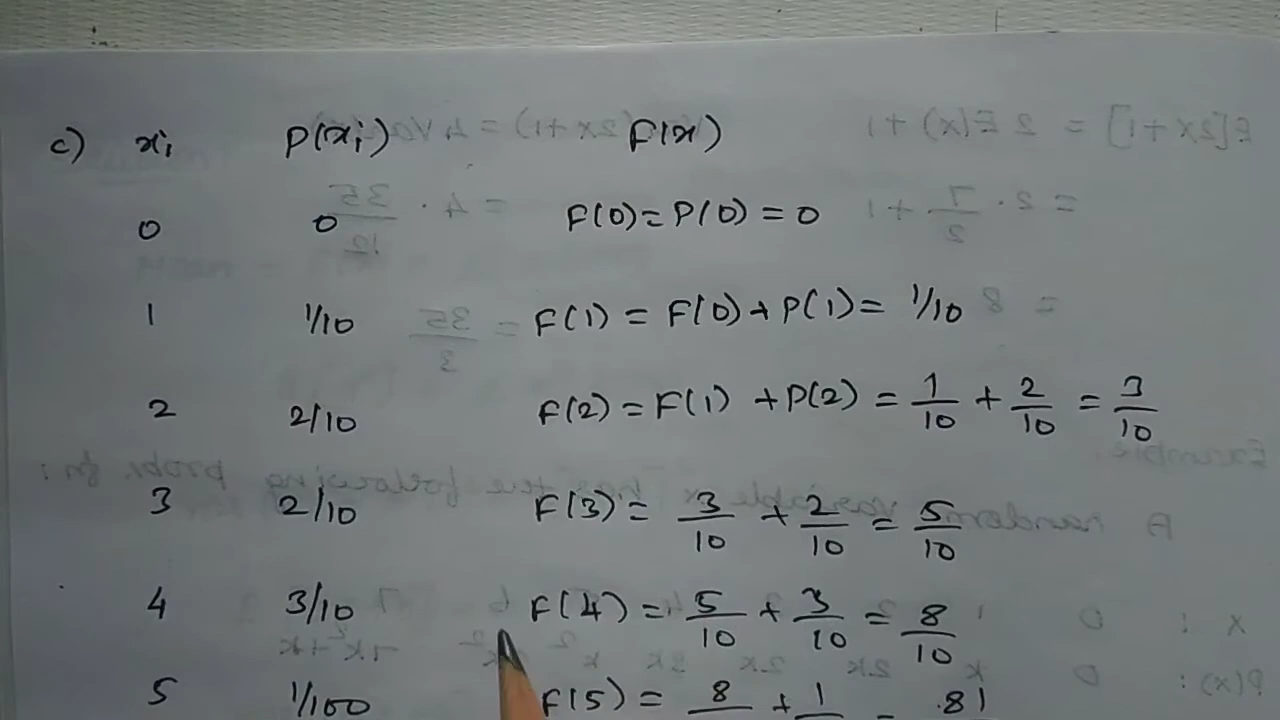 c) xᵢ P(xᵢ) F(x)
0 0 F(0) = P(0) = 0
1 1/10 F(1) = F(0) + P(1) = 1/10
2 2/10 F(2) = F(1) + P(2) = 1/10 + 2/10 = 3/10
3 2/10 F(3) = 3/10 + 2/10 = 5/10
4 3/10 F(4) = 5/10 + 3/10 = 8/10
5 1/100 F(5) = 8 + 1 = 81